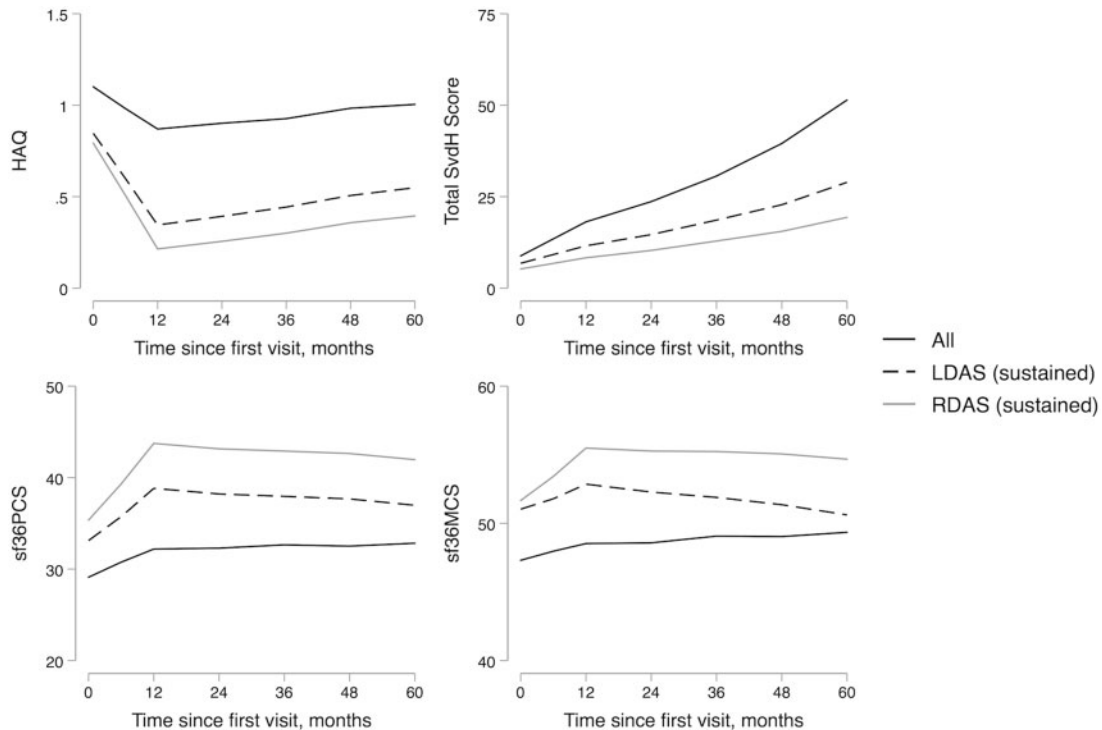 1.5
1
.5
0
HAQ
0 12 24 36 48 60
Time since first visit, months
75
50
25
0
Total SvdH Score
0 12 24 36 48 60
Time since first visit, months
All
LDAS (sustained)
RDAS (sustained)
50
40
30
20
sf36PCS
0 12 24 36 48 60
Time since first visit, months
60
50
40
sf36MCS
0 12 24 36 48 60
Time since first visit, months